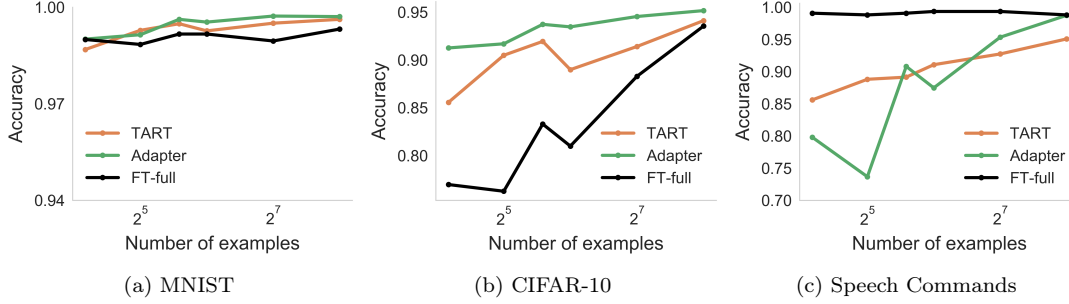 1.00
0.97
0.94
Accuracy
TART
Adapter
FT-full
2^5
2^7
Number of examples
(a) MNIST
0.95
0.90
0.85
0.80
Accuracy
TART
Adapter
FT-full
2^5
2^7
Number of examples
(b) CIFAR-10
1.00
0.95
0.90
0.85
0.80
0.75
0.70
Accuracy
TART
Adapter
FT-full
2^5
2^7
Number of examples
(c) Speech Commands